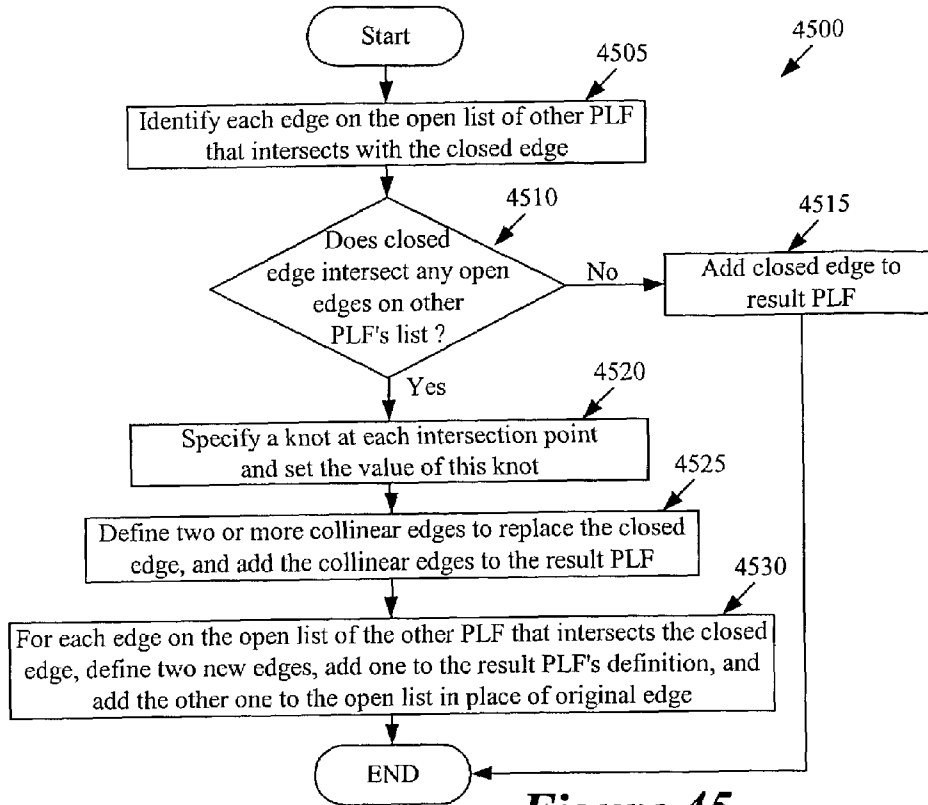 Start
4500
4505
Identify each edge on the open list of other PLF
that intersects with the closed edge
4510
Does closed
edge intersect any open
edges on other
PLF's list ?
No
4515
Add closed edge to
result PLF
Yes
4520
Specify a knot at each intersection point
and set the value of this knot
4525
Define two or more collinear edges to replace the closed
edge, and add the collinear edges to the result PLF
4530
For each edge on the open list of the other PLF that intersects the closed
edge, define two new edges, add one to the result PLF's definition, and
add the other one to the open list in place of original edge
END
Figure 45